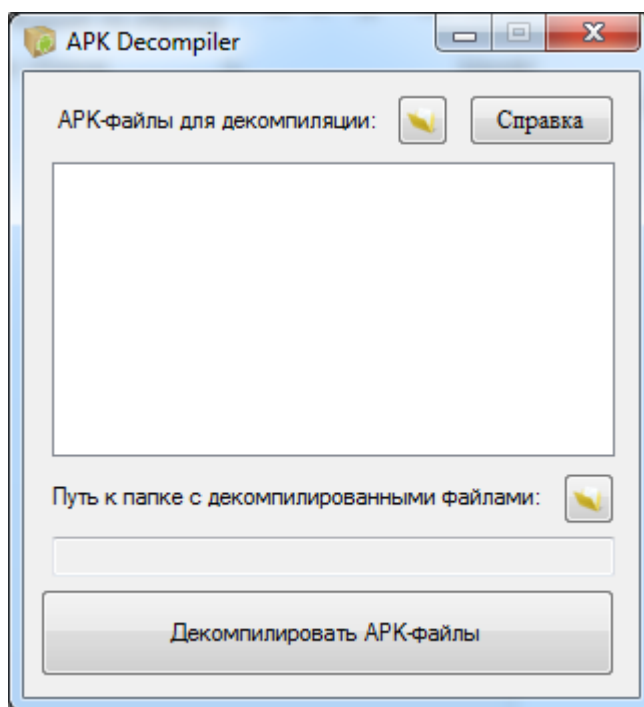 APK Decompiler
APK-файлы для декомпиляции:
Справка
Путь к папке с декомпилированными файлами:
Декомпилировать APK-файлы